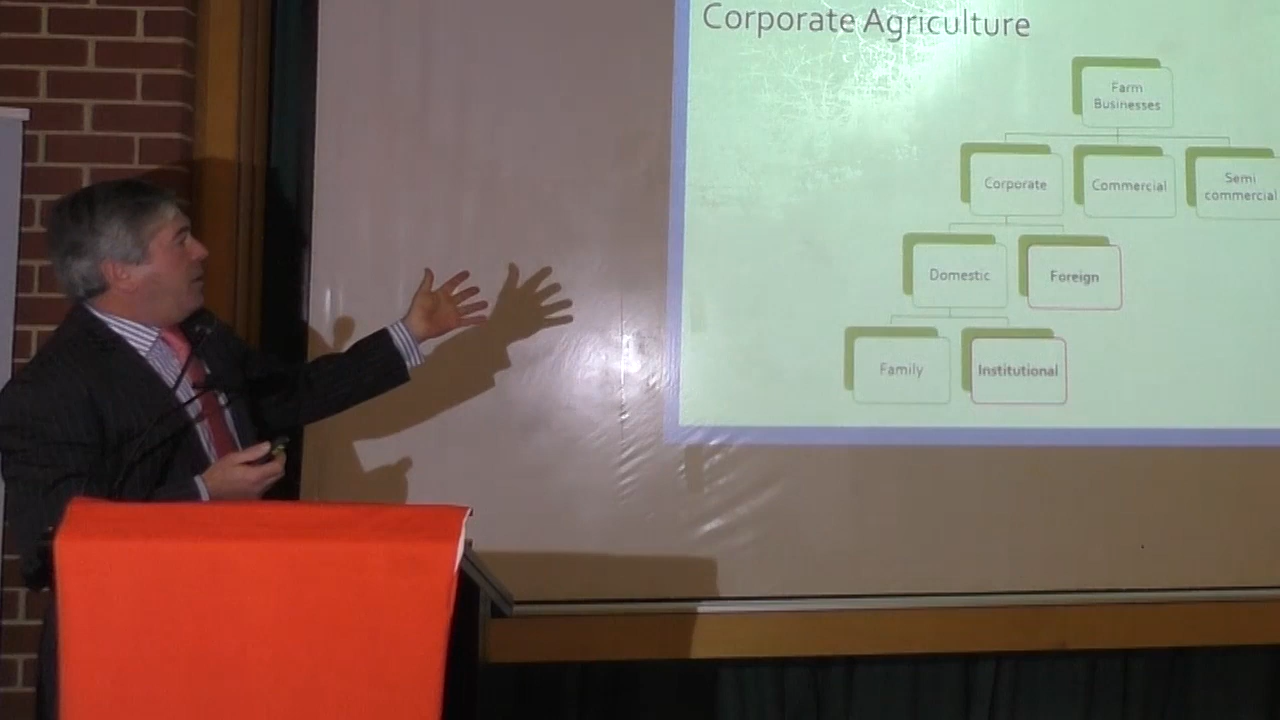 Corporate Agriculture
Farm
Businesses
Corporate
Commercial
Semi
commercial
Domestic
Foreign
Family
Institutional